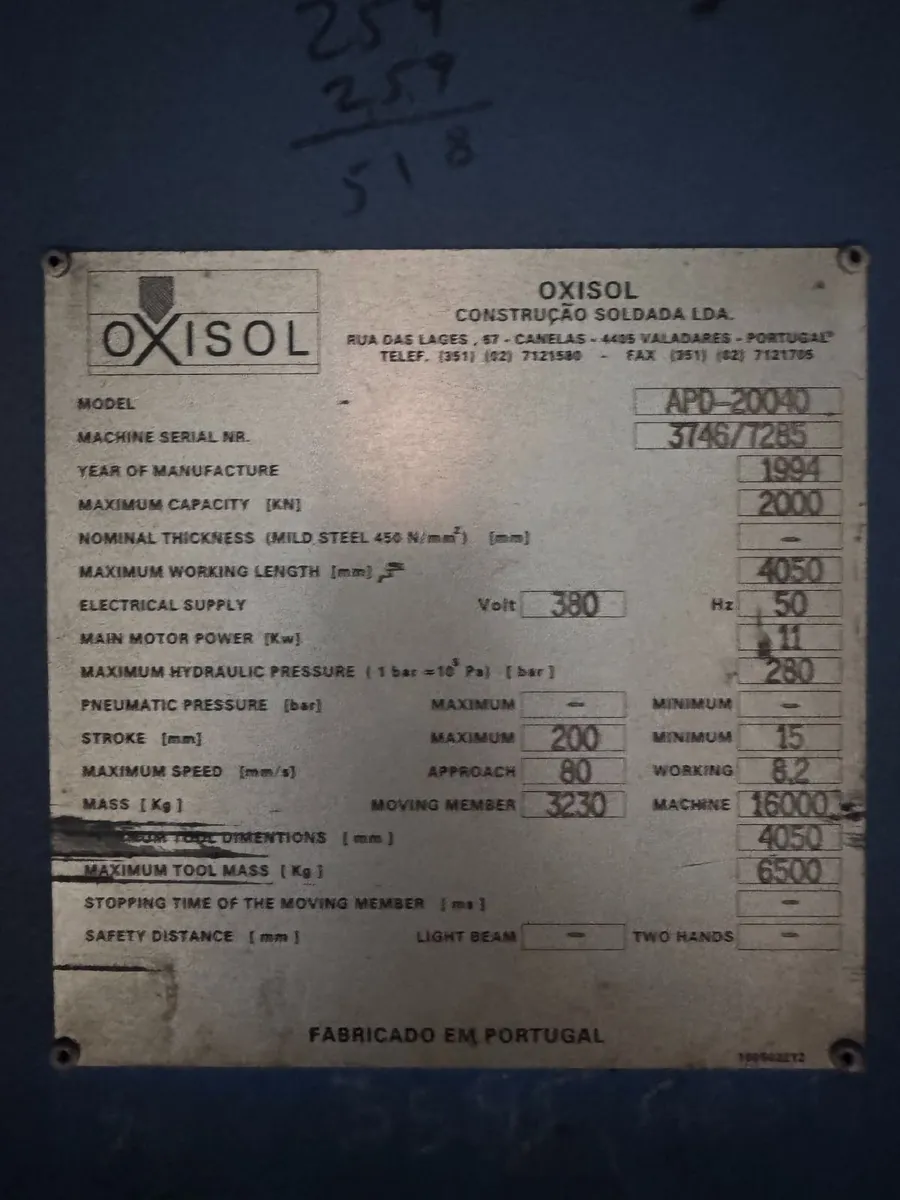 259
259
518
OXISOL
OXISOL
CONSTRUÇÃO SOLDADA LDA.
RUA DAS LAGES , 57 - CANELAS - 4405 VALADARES - PORTUGAL
TELEF. (351) (02) 7121580 - FAX (351) (02) 7121705
MODEL APD-20040
MACHINE SERIAL NR. 3746/7285
YEAR OF MANUFACTURE 1994
MAXIMUM CAPACITY [KN] 2000
NOMINAL THICKNESS (MILD STEEL 450 N/mm²) [mm] -
MAXIMUM WORKING LENGTH [mm] 4050
ELECTRICAL SUPPLY Volt 380 Hz 50
MAIN MOTOR POWER [Kw] 11
MAXIMUM HYDRAULIC PRESSURE ( 1 bar =10⁵ Pa) [ bar ] 280
PNEUMATIC PRESSURE [bar] MAXIMUM - MINIMUM -
STROKE [mm] MAXIMUM 200 MINIMUM 15
MAXIMUM SPEED [mm/s] APPROACH 80 WORKING 8.2
MASS [ Kg ] MOVING MEMBER 3230 MACHINE 16000
TOOL DIMENTIONS [ mm ] 4050
MAXIMUM TOOL MASS [ Kg ] 6500
STOPPING TIME OF THE MOVING MEMBER [ ms ] -
SAFETY DISTANCE [ mm ] LIGHT BEAM - TWO HANDS -
FABRICADO EM PORTUGAL